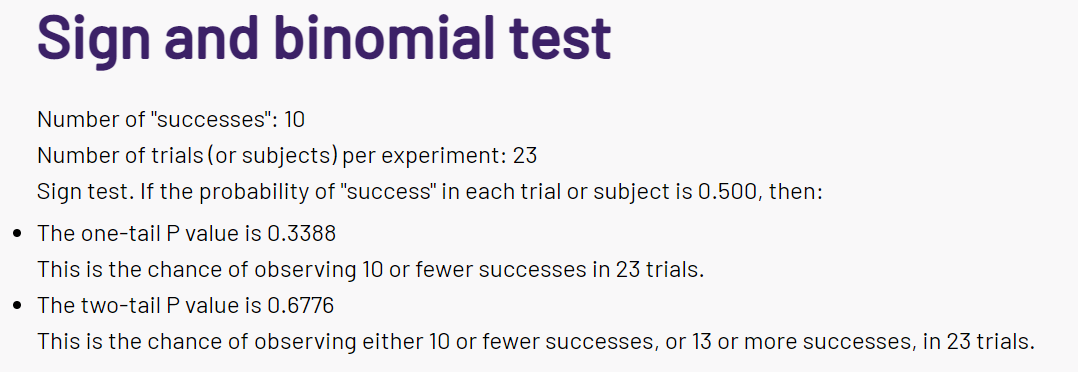 Sign and binomial test
Number of "successes": 10
Number of trials (or subjects) per experiment: 23
Sign test. If the probability of "success" in each trial or subject is 0.500, then:
• The one-tail P value is 0.3388
This is the chance of observing 10 or fewer successes in 23 trials.
• The two-tail P value is 0.6776
This is the chance of observing either 10 or fewer successes, or 13 or more successes, in 23 trials.